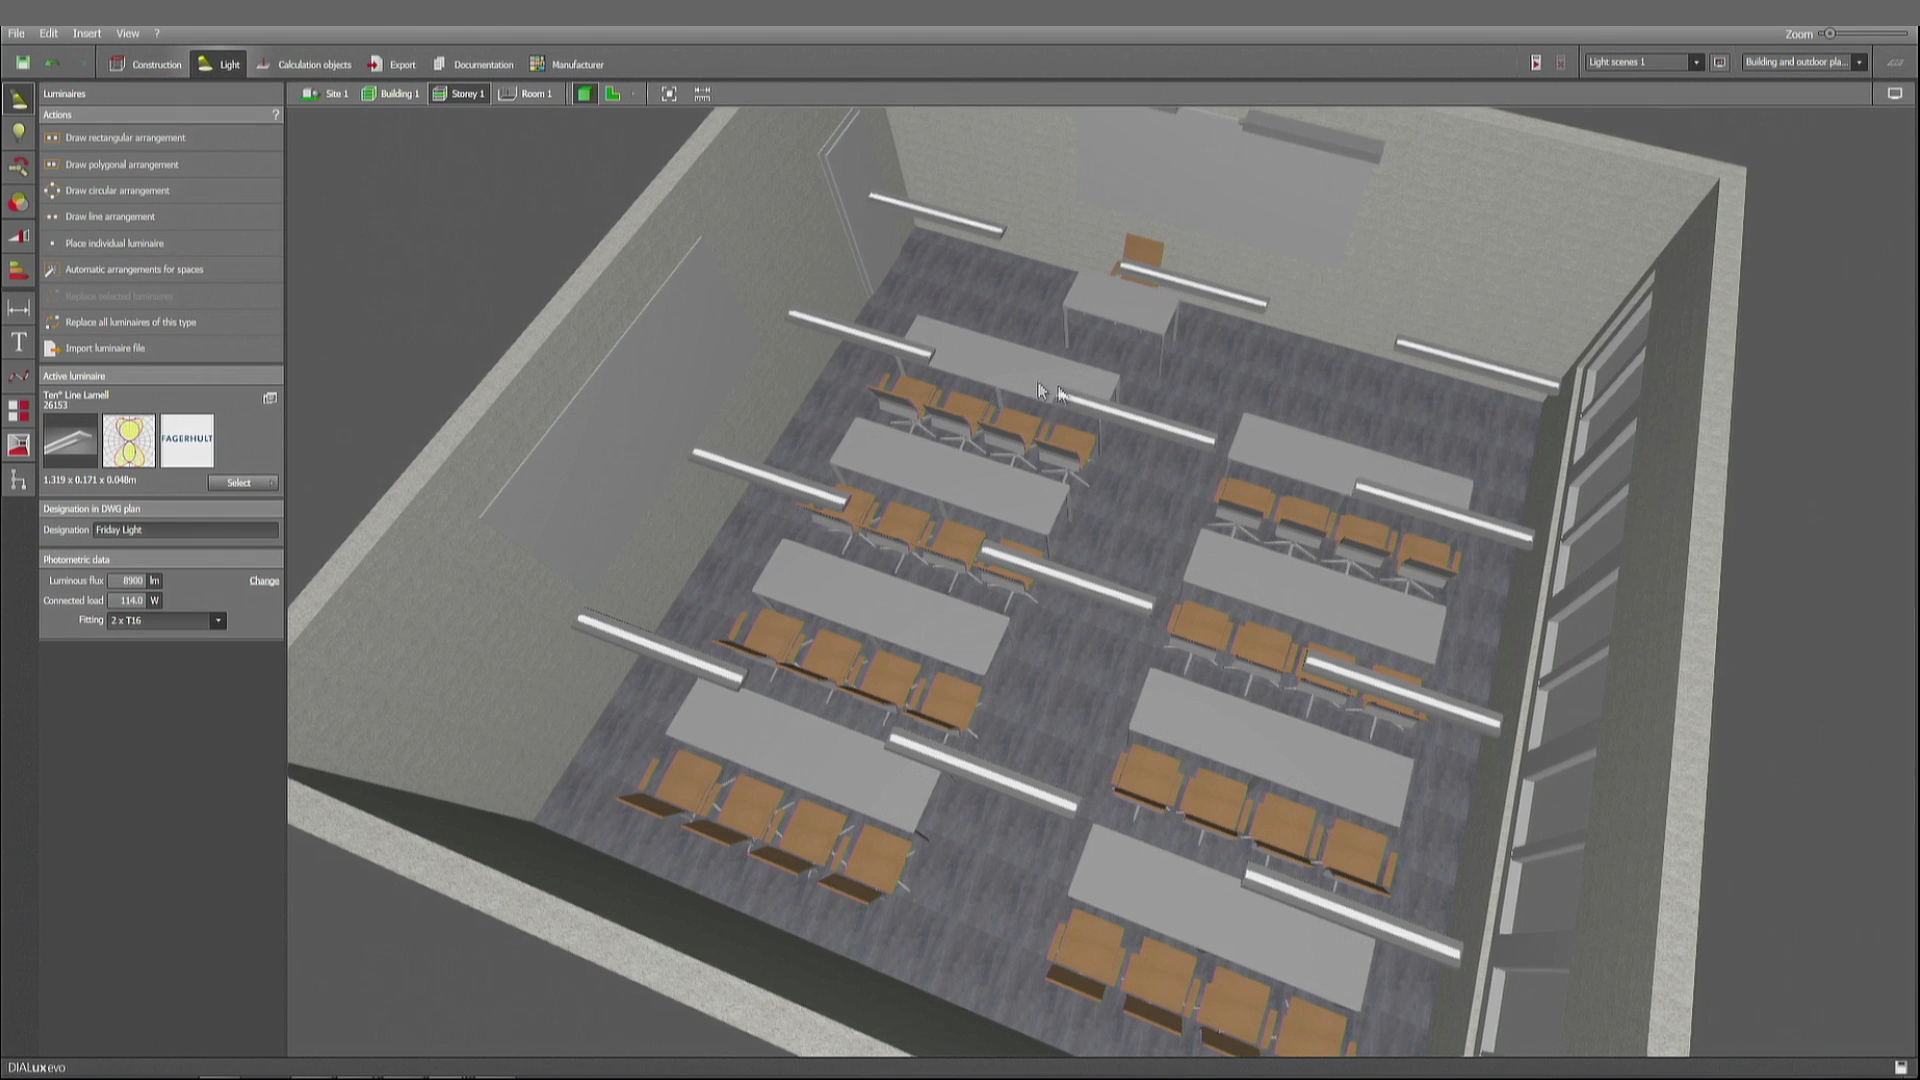 File Edit Insert View ?
Zoom
Construction Light Calculation objects Export Documentation Manufacturer
Light scenes 1
Building and outdoor pla...
Luminaires
Site 1 Building 1 Storey 1 Room 1
Actions ?
Draw rectangular arrangement
Draw polygonal arrangement
Draw circular arrangement
Draw line arrangement
Place individual luminaire
Automatic arrangements for spaces
Replace selected luminaires
Replace all luminaires of this type
Import luminaire file
Active luminaire
Ten° Line Lamell
26153
FAGERHULT
1.319 x 0.171 x 0.048m
Select
Designation in DWG plan
Designation Friday Light
Photometric data
Luminous flux 8900 lm Change
Connected load 114.0 W
Fitting 2 x T16
DIALux evo